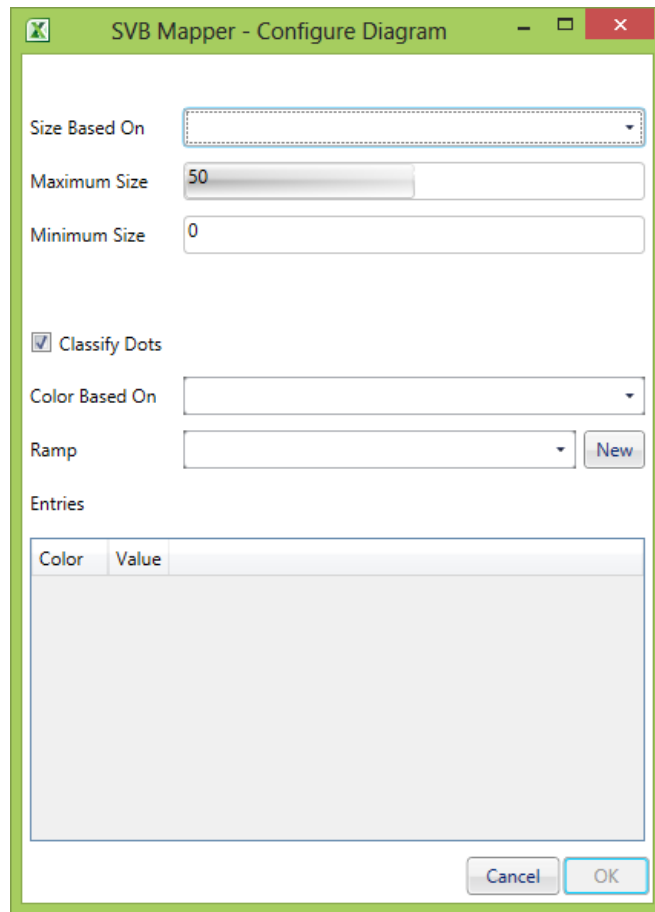 SVB Mapper - Configure Diagram
Size Based On
Maximum Size 50
Minimum Size 0
Classify Dots
Color Based On
Ramp New
Entries
Color Value
Cancel OK